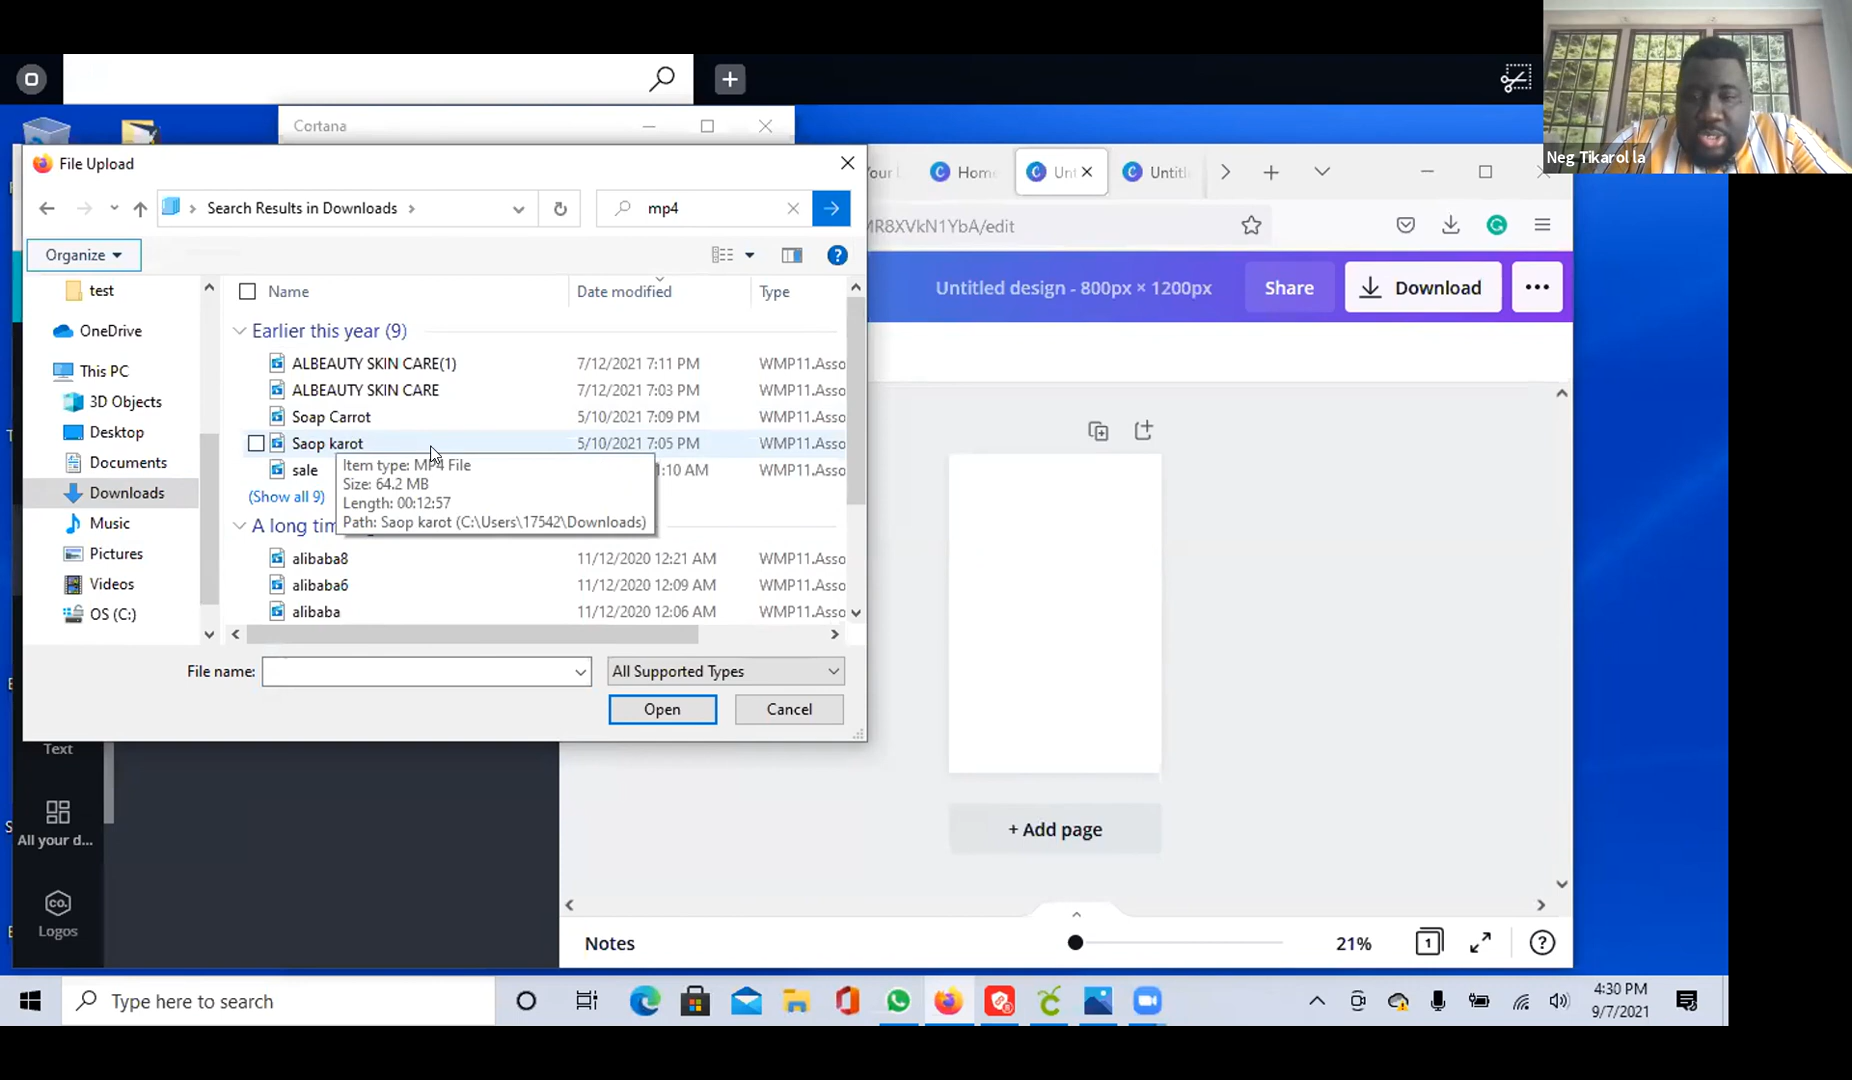 Neg Tikarol la
Cortana
File Upload
Hom
Unt
Untitl
Search Results in Downloads
mp4
MR8XVkN1YbA/edit
Organize
Untitled design - 800px × 1200px
Share
Download
test
OneDrive
This PC
3D Objects
Desktop
Documents
Downloads
Music
Pictures
Videos
OS (C:)
Name Date modified Type
Earlier this year (9)
ALBEAUTY SKIN CARE(1) 7/12/2021 7:11 PM WMP11.Asso
ALBEAUTY SKIN CARE 7/12/2021 7:03 PM WMP11.Asso
Soap Carrot 5/10/2021 7:09 PM WMP11.Asso
Saop karot 5/10/2021 7:05 PM WMP11.Asso
sale 1:10 AM WMP11.Asso
Item type: MP4 File
Size: 64.2 MB
Length: 00:12:57
Path: Saop karot (C:\Users\17542\Downloads)
(Show all 9)
A long tim
alibaba8 11/12/2020 12:21 AM WMP11.Asso
alibaba6 11/12/2020 12:09 AM WMP11.Asso
alibaba 11/12/2020 12:06 AM WMP11.Asso
File name: All Supported Types
Open Cancel
Text
All your d...
co.
Logos
+ Add page
Notes 21% 1
Type here to search
4:30 PM
9/7/2021